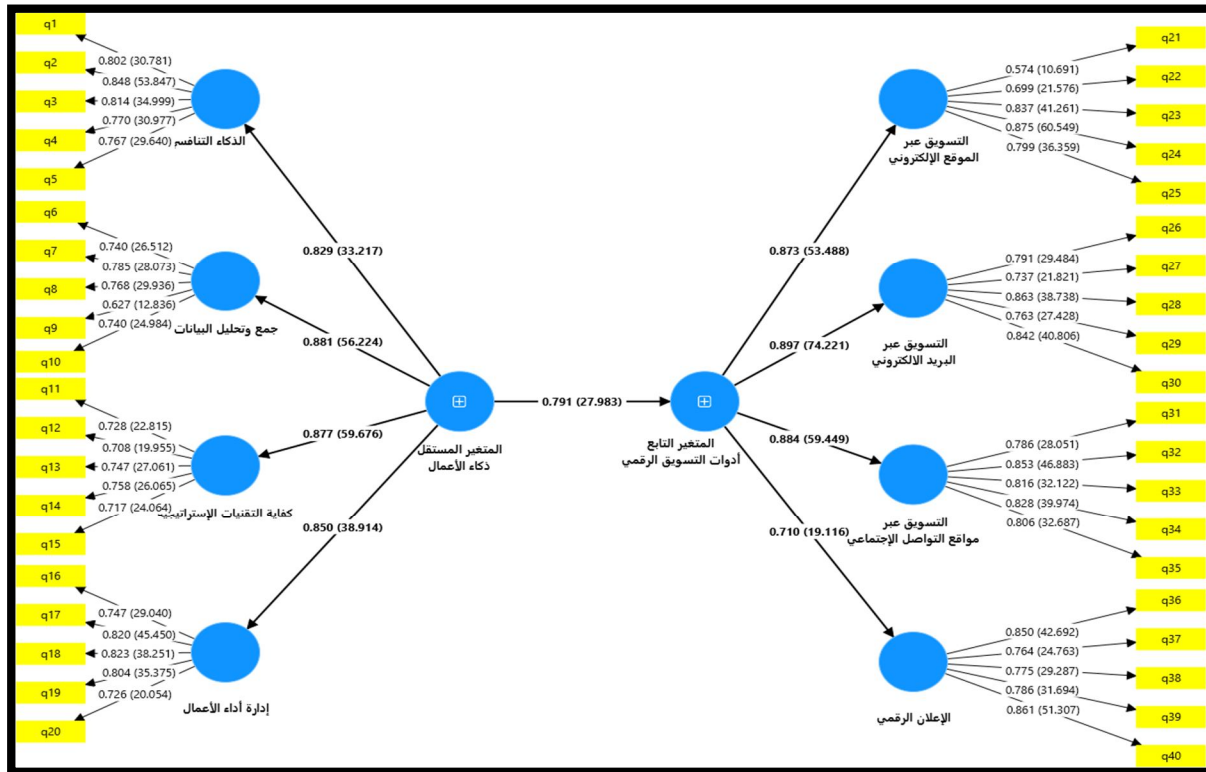 q1
q2
q3
q4
q5
0.802 (30.781)
0.848 (53.847)
0.814 (34.999)
0.770 (30.977)
0.767 (29.640)
الذكاء التنافسي
q6
q7
q8
q9
q10
0.740 (26.512)
0.785 (28.073)
0.768 (29.936)
0.627 (12.836)
0.740 (24.984)
جمع وتحليل البيانات
q11
q12
q13
q14
q15
0.728 (22.815)
0.708 (19.955)
0.747 (27.061)
0.758 (26.065)
0.717 (24.064)
كفاية التقنيات الإستراتيجية
q16
q17
q18
q19
q20
0.747 (29.040)
0.820 (45.450)
0.823 (38.251)
0.804 (35.375)
0.726 (20.054)
إدارة أداء الأعمال
0.829 (33.217)
0.881 (56.224)
0.877 (59.676)
0.850 (38.914)
المتغير المستقل
ذكاء الأعمال
0.791 (27.983)
المتغير التابع
أدوات التسويق الرقمي
0.873 (53.488)
0.897 (74.221)
0.884 (59.449)
0.710 (19.116)
التسويق عبر
الموقع الإلكتروني
0.574 (10.691)
0.699 (21.576)
0.837 (41.261)
0.875 (60.549)
0.799 (36.359)
q21
q22
q23
q24
q25
التسويق عبر
البريد الالكتروني
0.791 (29.484)
0.737 (21.821)
0.863 (38.738)
0.763 (27.428)
0.842 (40.806)
q26
q27
q28
q29
q30
التسويق عبر
مواقع التواصل الإجتماعي
0.786 (28.051)
0.853 (46.883)
0.816 (32.122)
0.828 (39.974)
0.806 (32.687)
q31
q32
q33
q34
q35
الإعلان الرقمي
0.850 (42.692)
0.764 (24.763)
0.775 (29.287)
0.786 (31.694)
0.861 (51.307)
q36
q37
q38
q39
q40